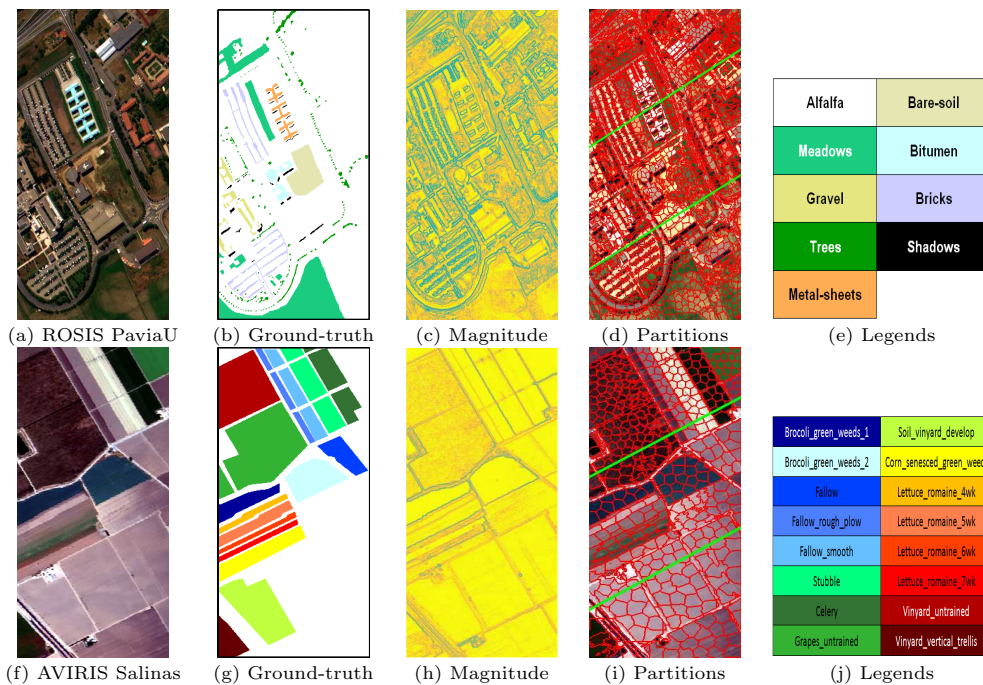 Alfalfa
Bare-soil
Meadows
Bitumen
Gravel
Bricks
Trees
Shadows
Metal-sheets
(a) ROSIS PaviaU
(b) Ground-truth
(c) Magnitude
(d) Partitions
(e) Legends
Brocoli_green_weeds_1
Soil_vinyard_develop
Brocoli_green_weeds_2
Corn_senesced_green_weed
Fallow
Lettuce_romaine_4wk
Fallow_rough_plow
Lettuce_romaine_5wk
Fallow_smooth
Lettuce_romaine_6wk
Stubble
Lettuce_romaine_7wk
Celery
Vinyard_untrained
Grapes_untrained
Vinyard_vertical_trellis
(f) AVIRIS Salinas
(g) Ground-truth
(h) Magnitude
(i) Partitions
(j) Legends